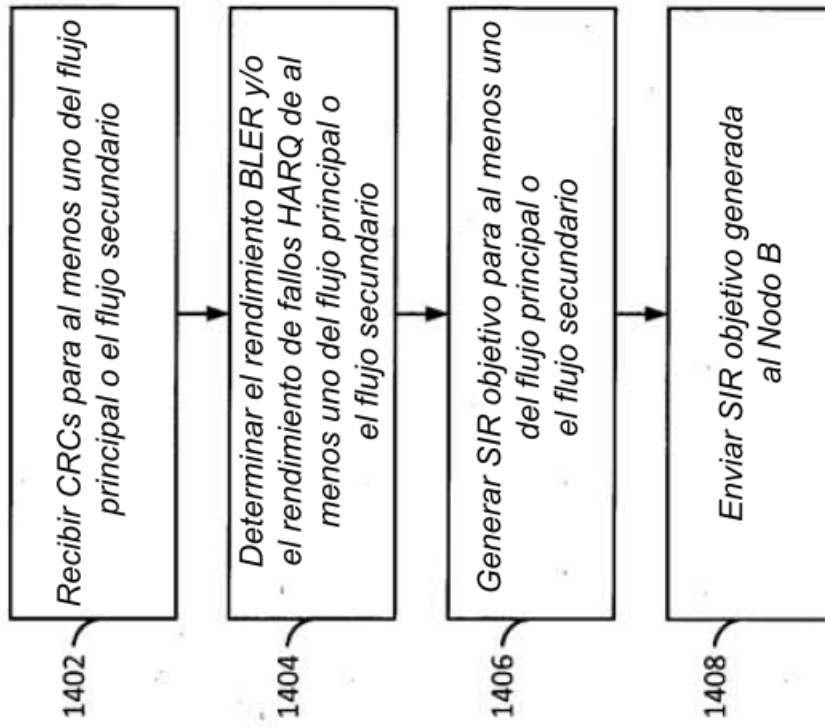 1402
Recibir CRCs para al menos uno del flujo
principal o el flujo secundario
1404
Determinar el rendimiento BLER y/o
el rendimiento de fallos HARQ de al
menos uno del flujo principal o
el flujo secundario
1406
Generar SIR objetivo para al menos uno
del flujo principal o
el flujo secundario
1408
Enviar SIR objetivo generada
al Nodo B